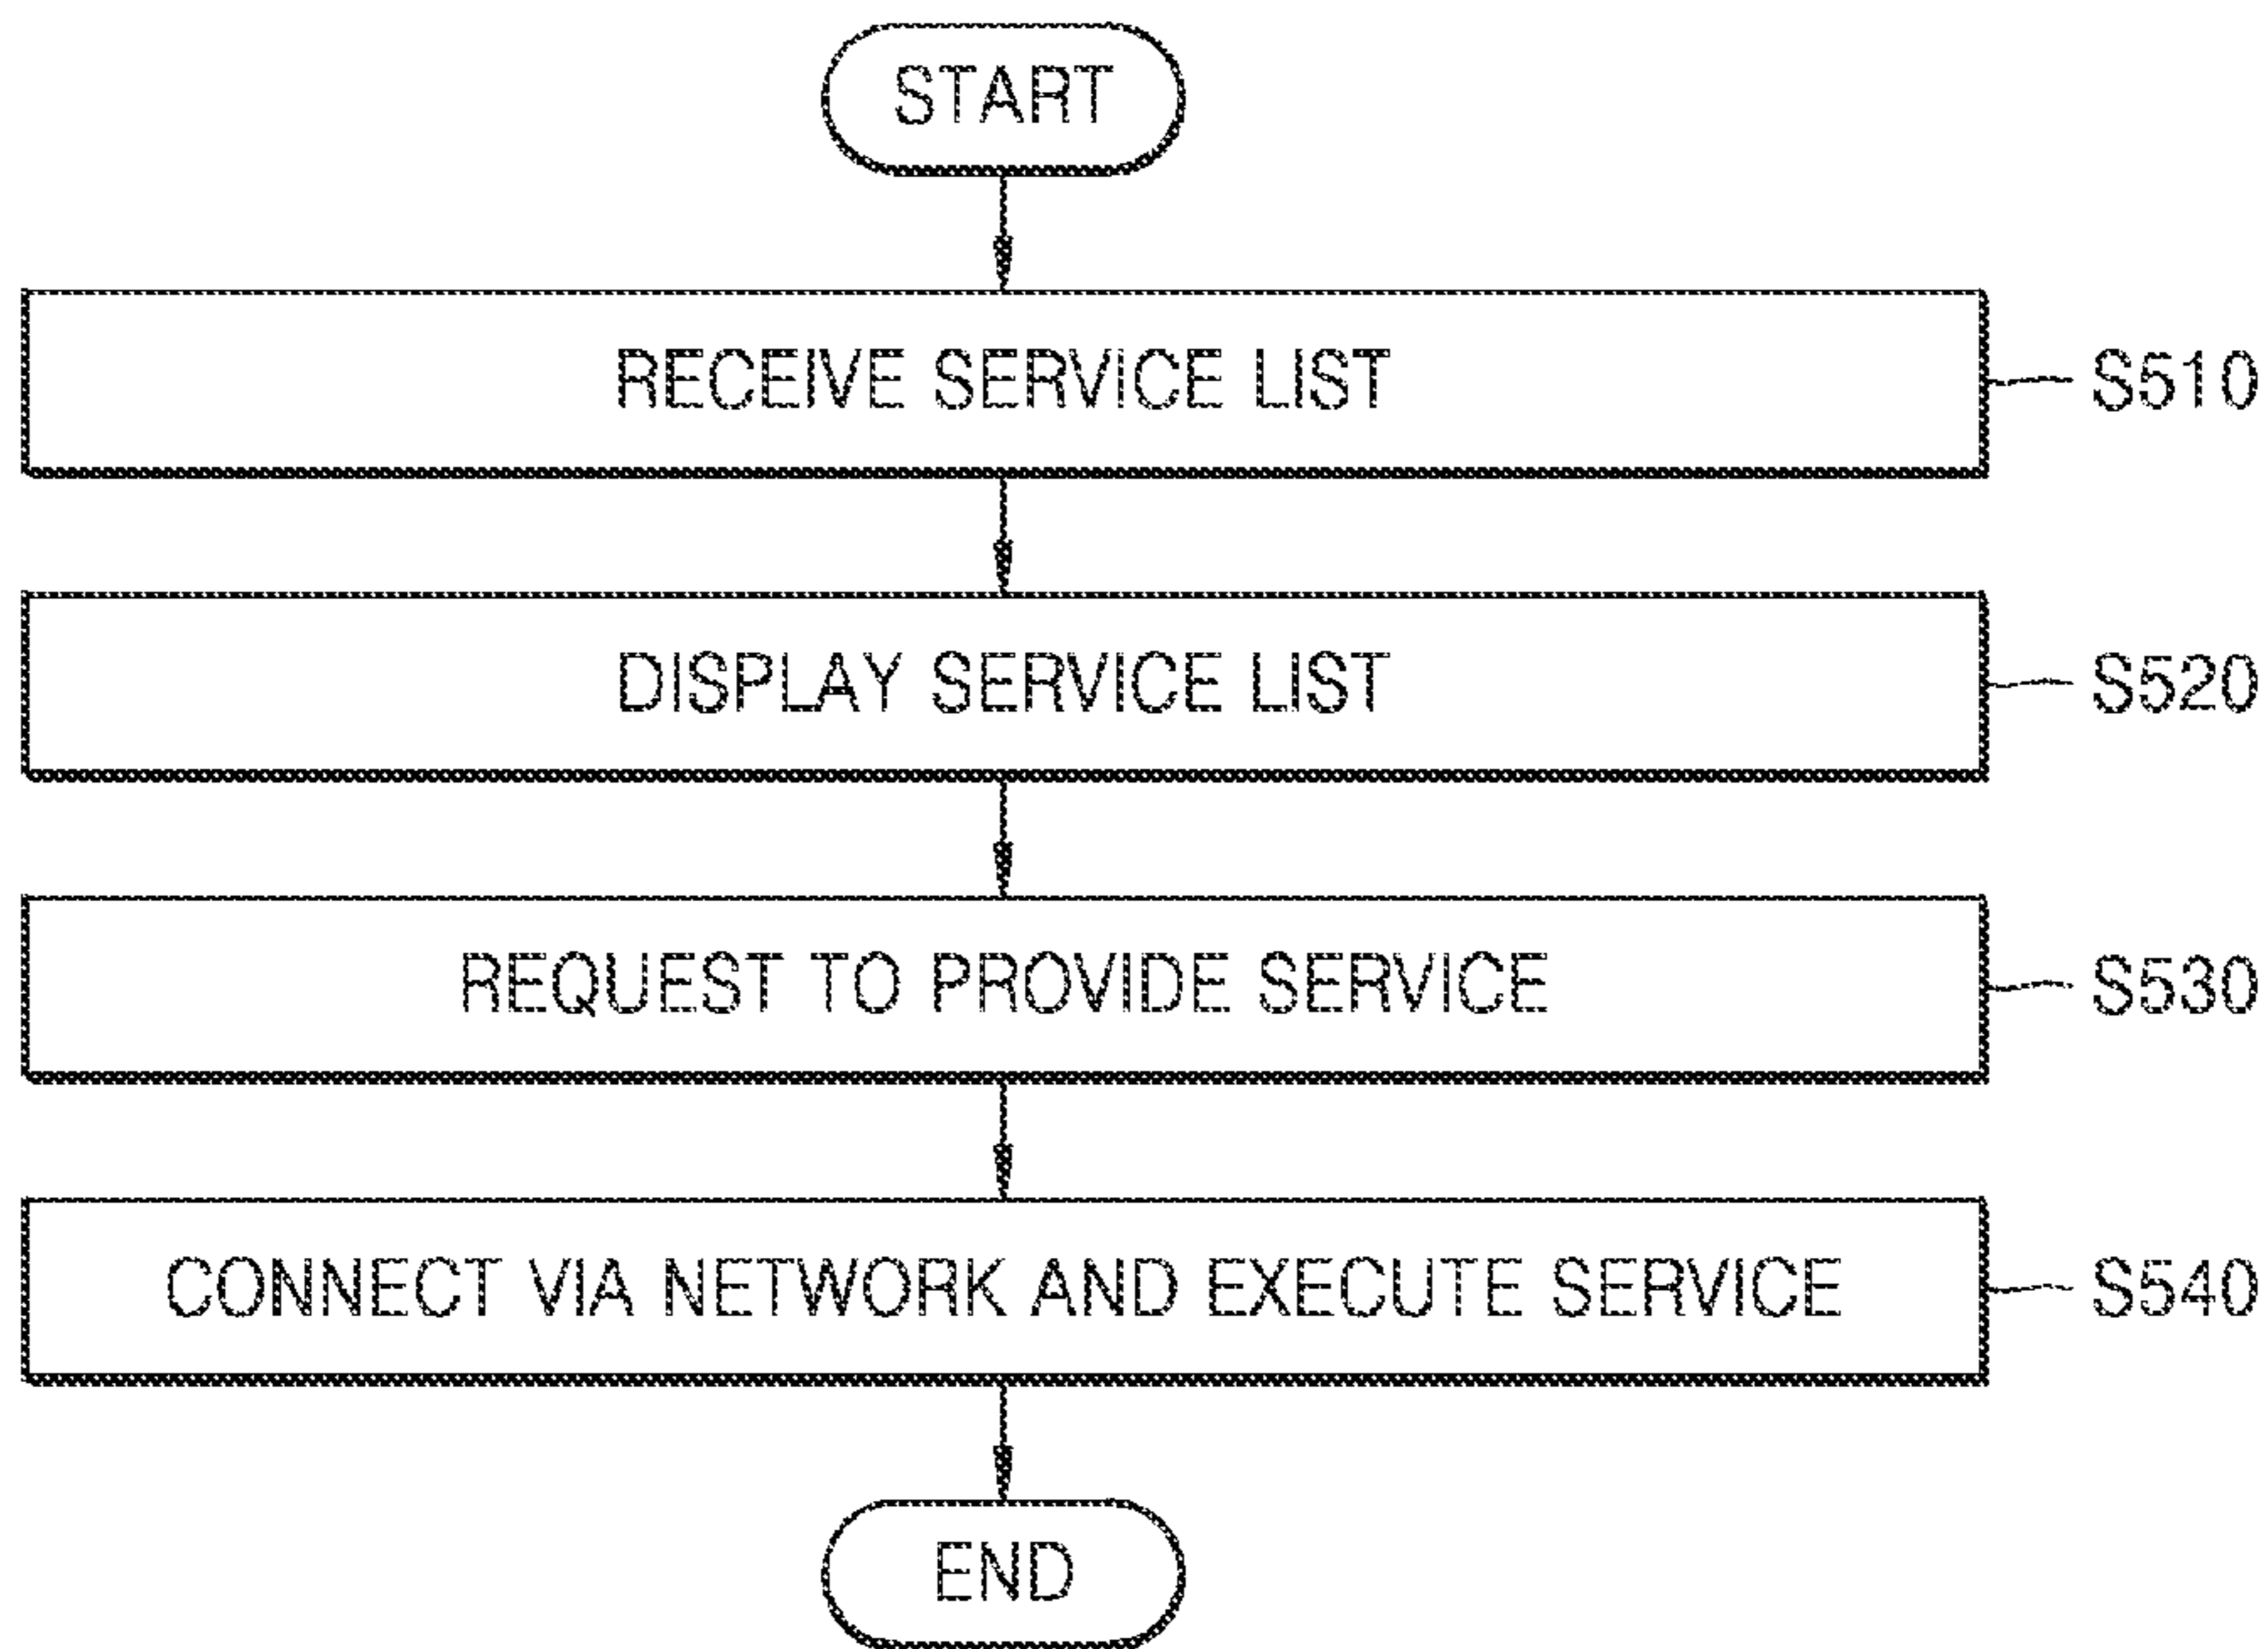 START
RECEIVE SERVICE LIST
S510
DISPLAY SERVICE LIST
S520
REQUEST TO PROVIDE SERVICE
S530
CONNECT VIA NETWORK AND EXECUTE SERVICE
S540
END